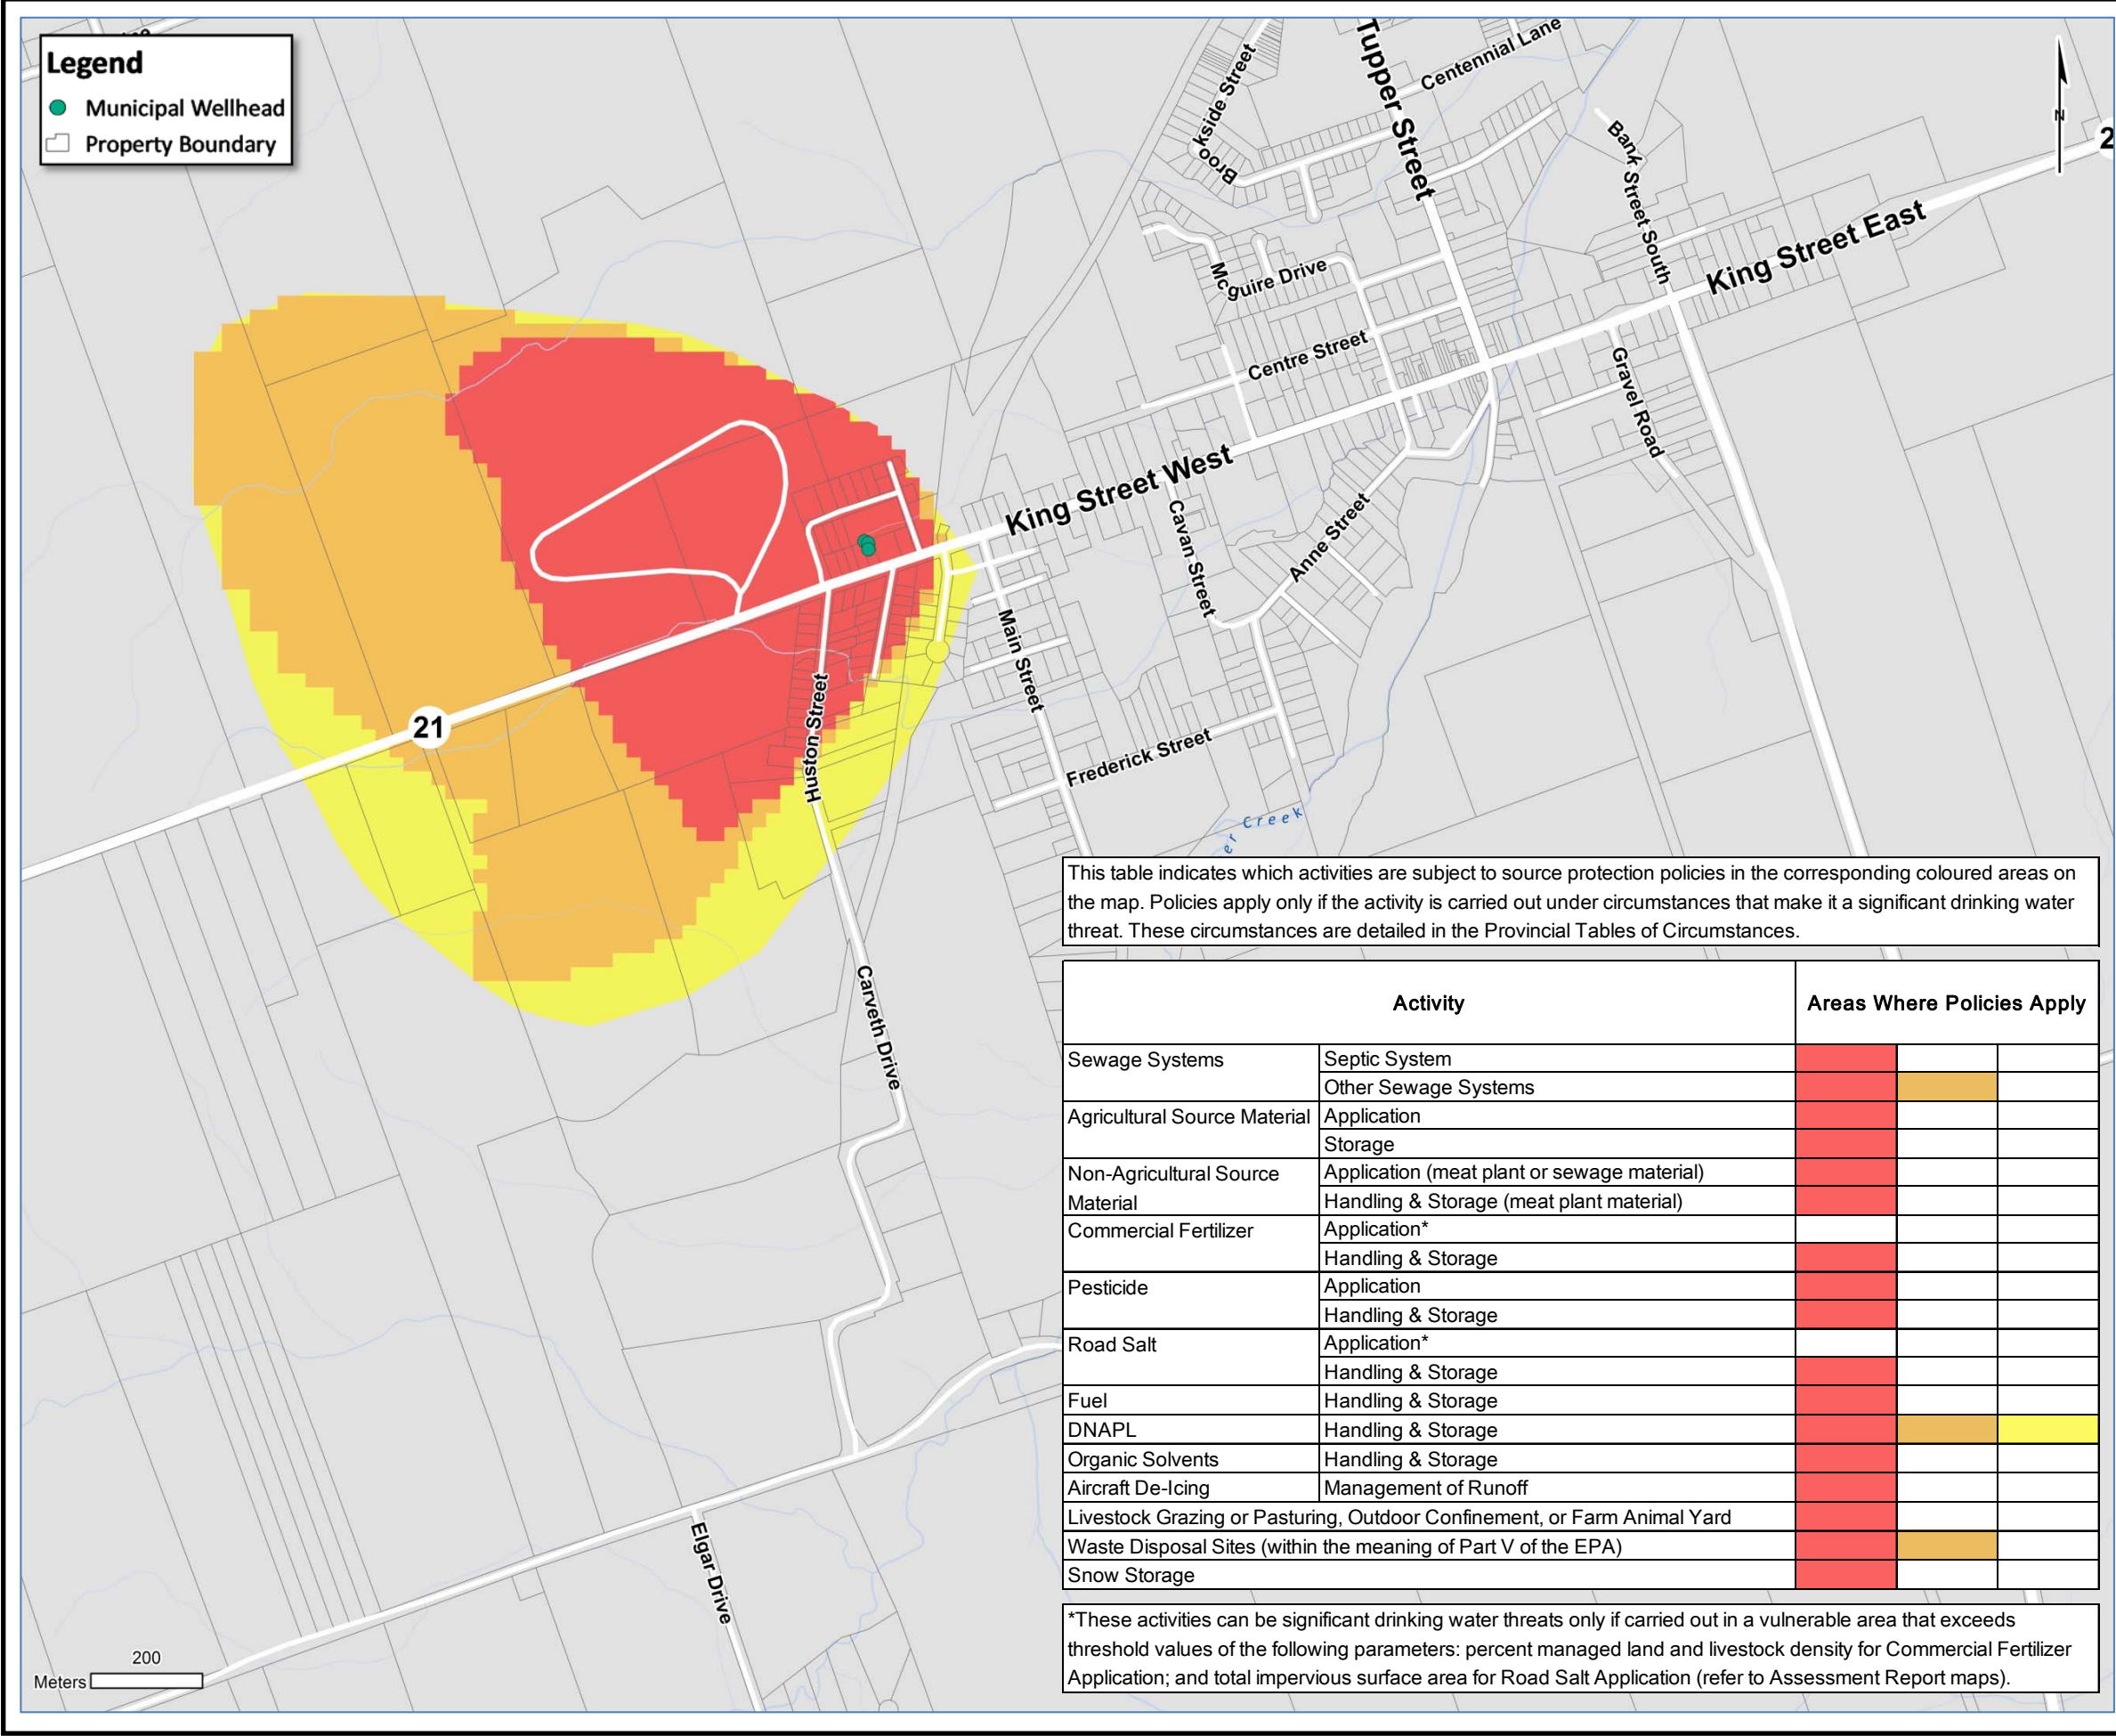 Legend
Municipal Wellhead
Property Boundary
Brookside Street
Tupper Street
Centennial Lane
Bank Street South
N
2
King Street East
McGuire Drive
Centre Street
Gravel Road
King Street West
Cavan Street
Anne Street
Main Street
21
Huston Street
Frederick Street
er Creek
Carveth Drive
Elgar Drive
200
Meters
This table indicates which activities are subject to source protection policies in the corresponding coloured areas on
the map. Policies apply only if the activity is carried out under circumstances that make it a significant drinking water
threat. These circumstances are detailed in the Provincial Tables of Circumstances.
Activity Areas Where Policies Apply
Sewage Systems Septic System
Other Sewage Systems
Agricultural Source Material Application
Storage
Non-Agricultural Source Application (meat plant or sewage material)
Material Handling & Storage (meat plant material)
Commercial Fertilizer Application*
Handling & Storage
Pesticide Application
Handling & Storage
Road Salt Application*
Handling & Storage
Fuel Handling & Storage
DNAPL Handling & Storage
Organic Solvents Handling & Storage
Aircraft De-Icing Management of Runoff
Livestock Grazing or Pasturing, Outdoor Confinement, or Farm Animal Yard
Waste Disposal Sites (within the meaning of Part V of the EPA)
Snow Storage
*These activities can be significant drinking water threats only if carried out in a vulnerable area that exceeds
threshold values of the following parameters: percent managed land and livestock density for Commercial Fertilizer
Application; and total impervious surface area for Road Salt Application (refer to Assessment Report maps).